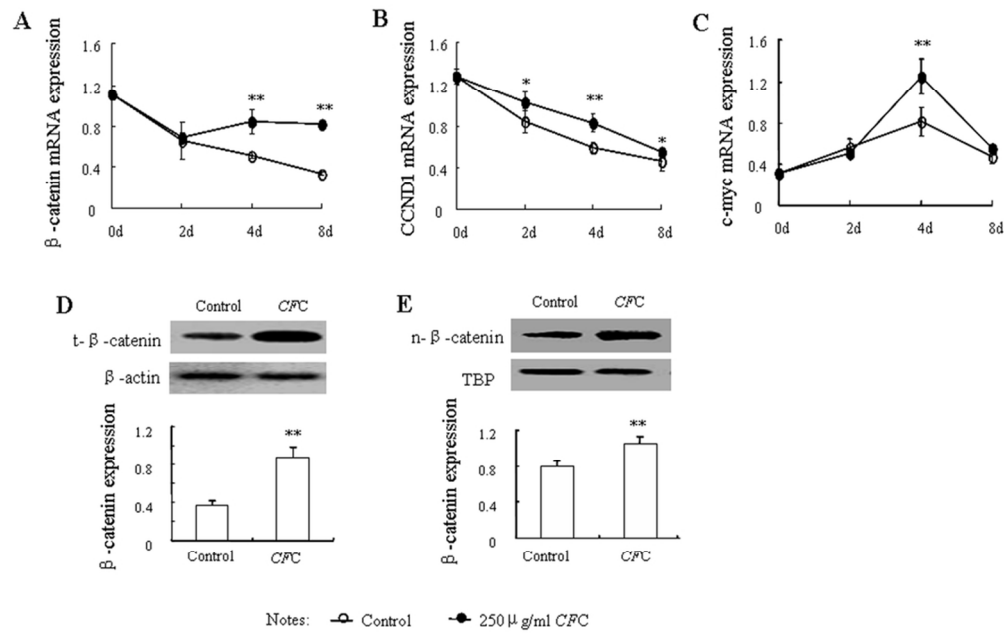 A
β-catenin mRNA expression
1.6
1.2
0.8
0.4
0
**
**
0d 2d 4d 8d
B
CCND1 mRNA expression
1.6
1.2
0.8
0.4
0
*
**
*
0d 2d 4d 8d
C
c-myc mRNA expression
1.6
1.2
0.8
0.4
0
**
0d 2d 4d 8d
D
Control CFC
t-β-catenin
β-actin
β-catenin expression
1.2
0.8
0.4
0
**
Control CFC
E
Control CFC
n-β-catenin
TBP
β-catenin expression
1.2
0.8
0.4
0
**
Control CFC
Notes: Control 250μg/ml CFC